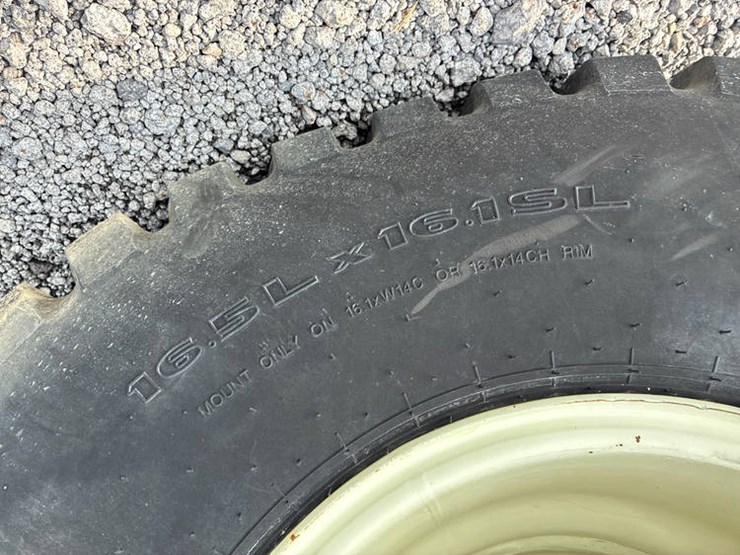 16.5L x 16.1SL
MOUNT ONLY ON 16.1xW14C OR 16.1x14CH RIM